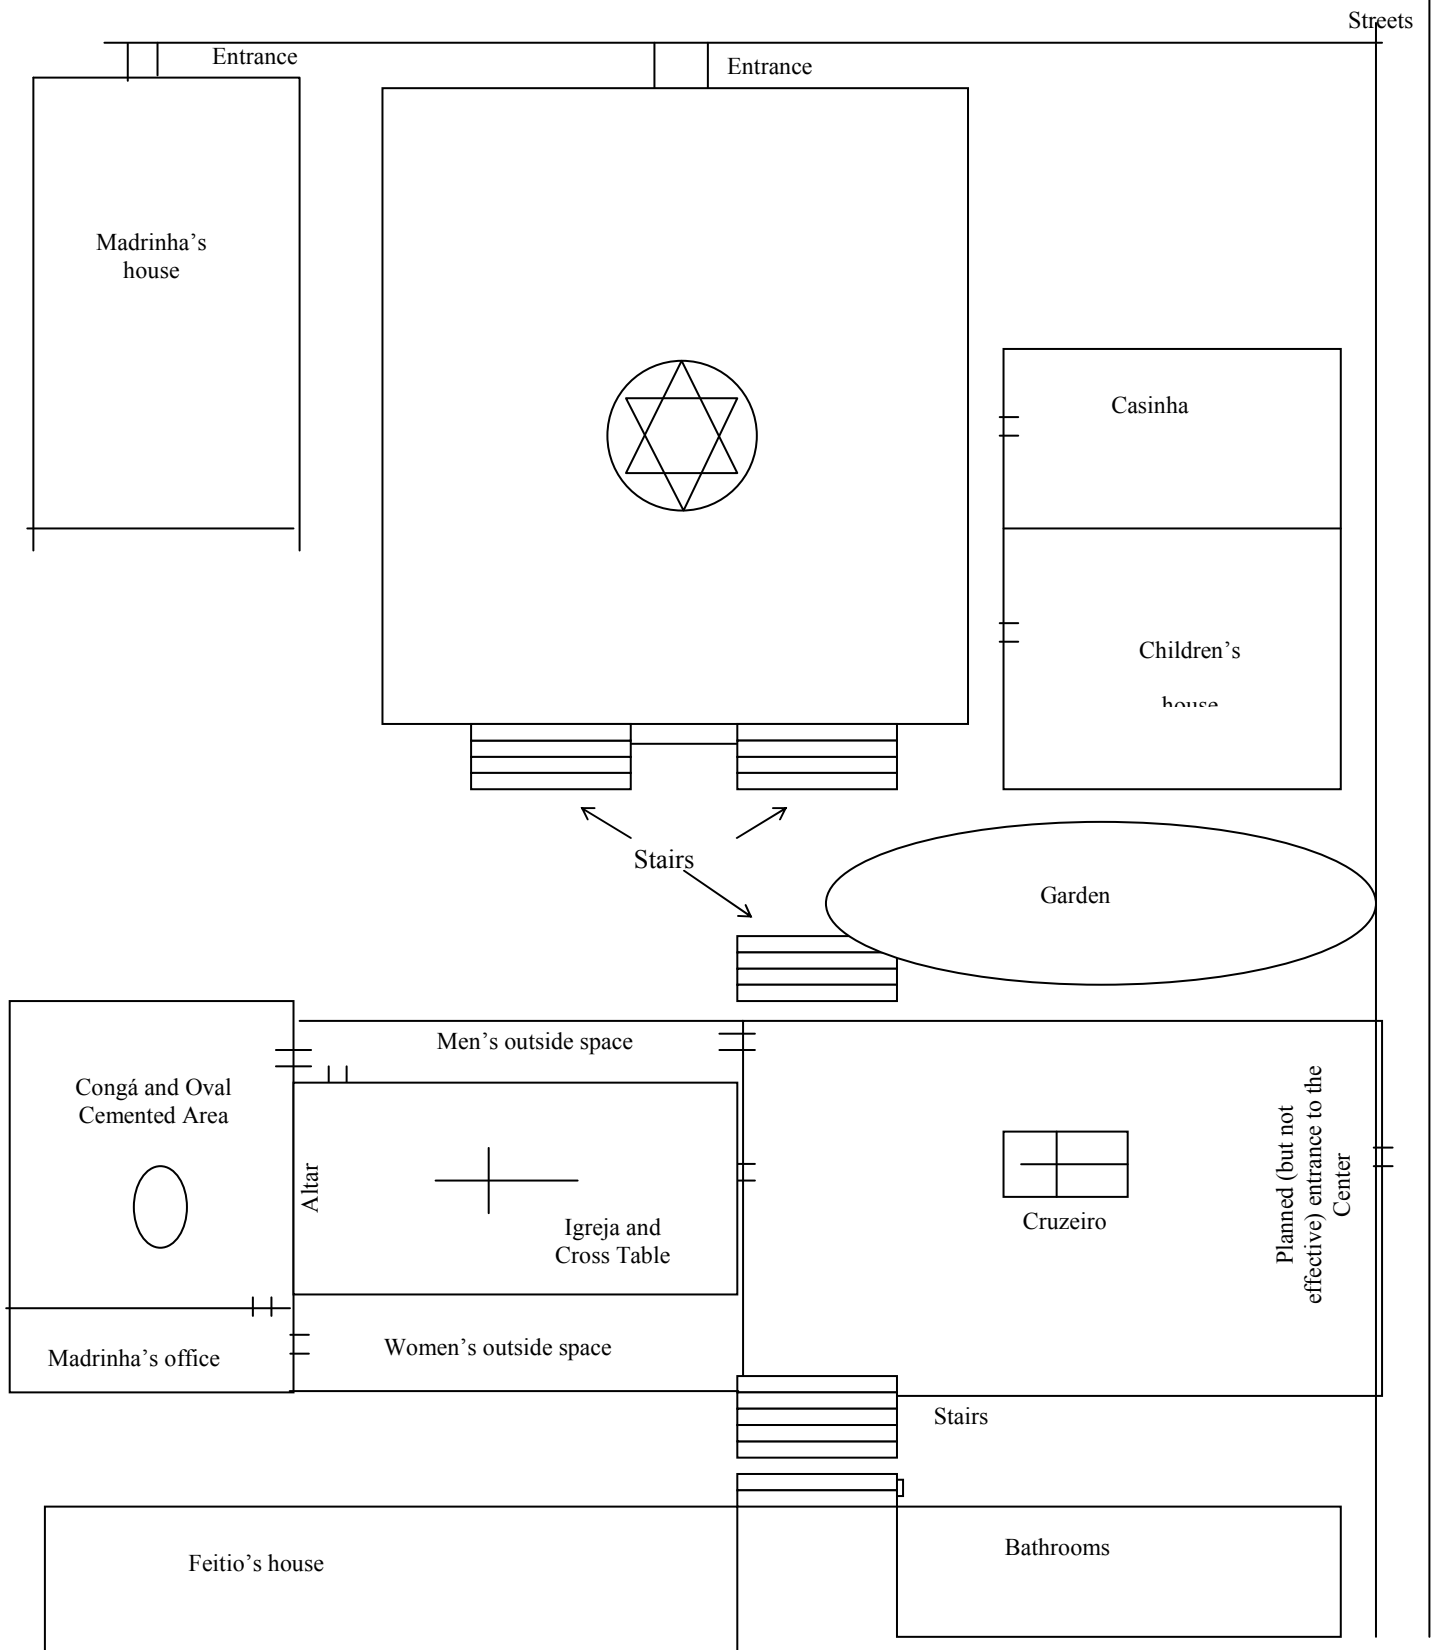 Streets
Entrance
Entrance
Madrinha’s
house
Casinha
Children’s
house
Stairs
Garden
Men’s outside space
Congá and Oval
Cemented Area
Altar
Igreja and
Cross Table
Cruzeiro
Planned (but not
effective) entrance to the
Center
Madrinha’s office
Women’s outside space
Stairs
Feitio’s house
Bathrooms